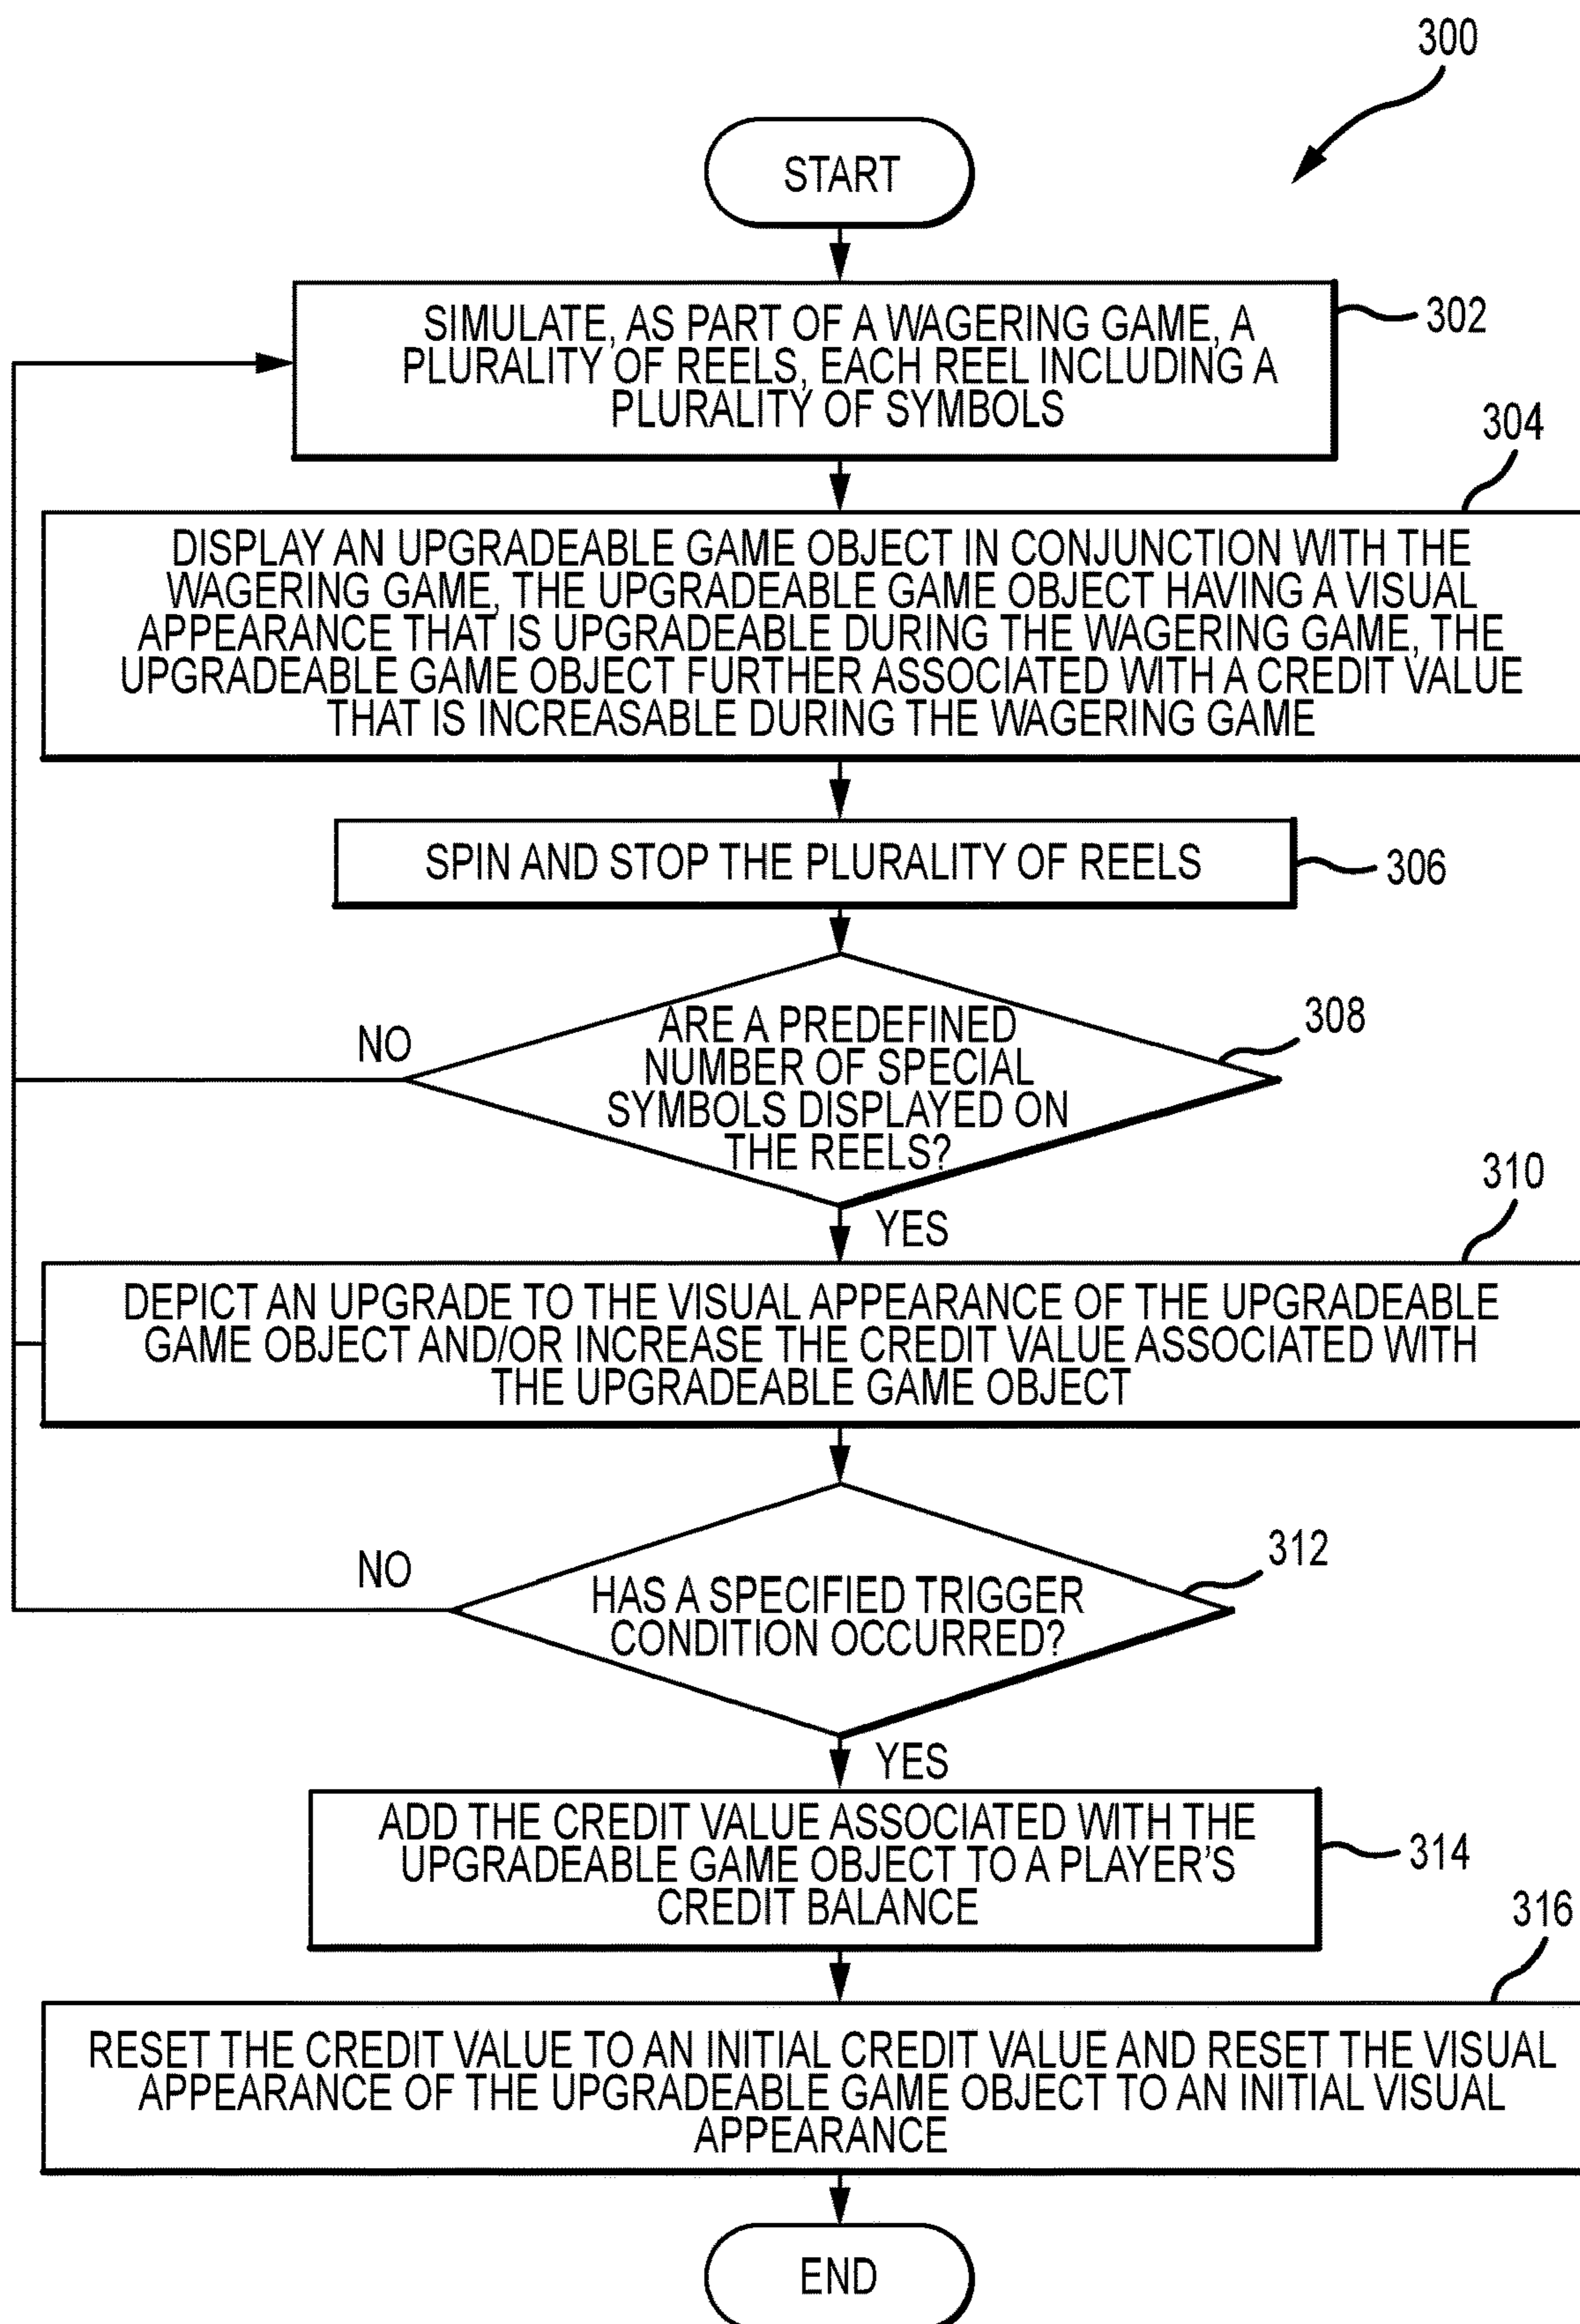 300
START
SIMULATE, AS PART OF A WAGERING GAME, A
PLURALITY OF REELS, EACH REEL INCLUDING A
PLURALITY OF SYMBOLS
302
304
DISPLAY AN UPGRADEABLE GAME OBJECT IN CONJUNCTION WITH THE
WAGERING GAME, THE UPGRADEABLE GAME OBJECT HAVING A VISUAL
APPEARANCE THAT IS UPGRADEABLE DURING THE WAGERING GAME, THE
UPGRADEABLE GAME OBJECT FURTHER ASSOCIATED WITH A CREDIT VALUE
THAT IS INCREASABLE DURING THE WAGERING GAME
SPIN AND STOP THE PLURALITY OF REELS
306
NO
ARE A PREDEFINED
NUMBER OF SPECIAL
SYMBOLS DISPLAYED ON
THE REELS?
308
YES
310
DEPICT AN UPGRADE TO THE VISUAL APPEARANCE OF THE UPGRADEABLE
GAME OBJECT AND/OR INCREASE THE CREDIT VALUE ASSOCIATED WITH
THE UPGRADEABLE GAME OBJECT
NO
HAS A SPECIFIED TRIGGER
CONDITION OCCURRED?
312
YES
ADD THE CREDIT VALUE ASSOCIATED WITH THE
UPGRADEABLE GAME OBJECT TO A PLAYER'S
CREDIT BALANCE
314
316
RESET THE CREDIT VALUE TO AN INITIAL CREDIT VALUE AND RESET THE VISUAL
APPEARANCE OF THE UPGRADEABLE GAME OBJECT TO AN INITIAL VISUAL
APPEARANCE
END